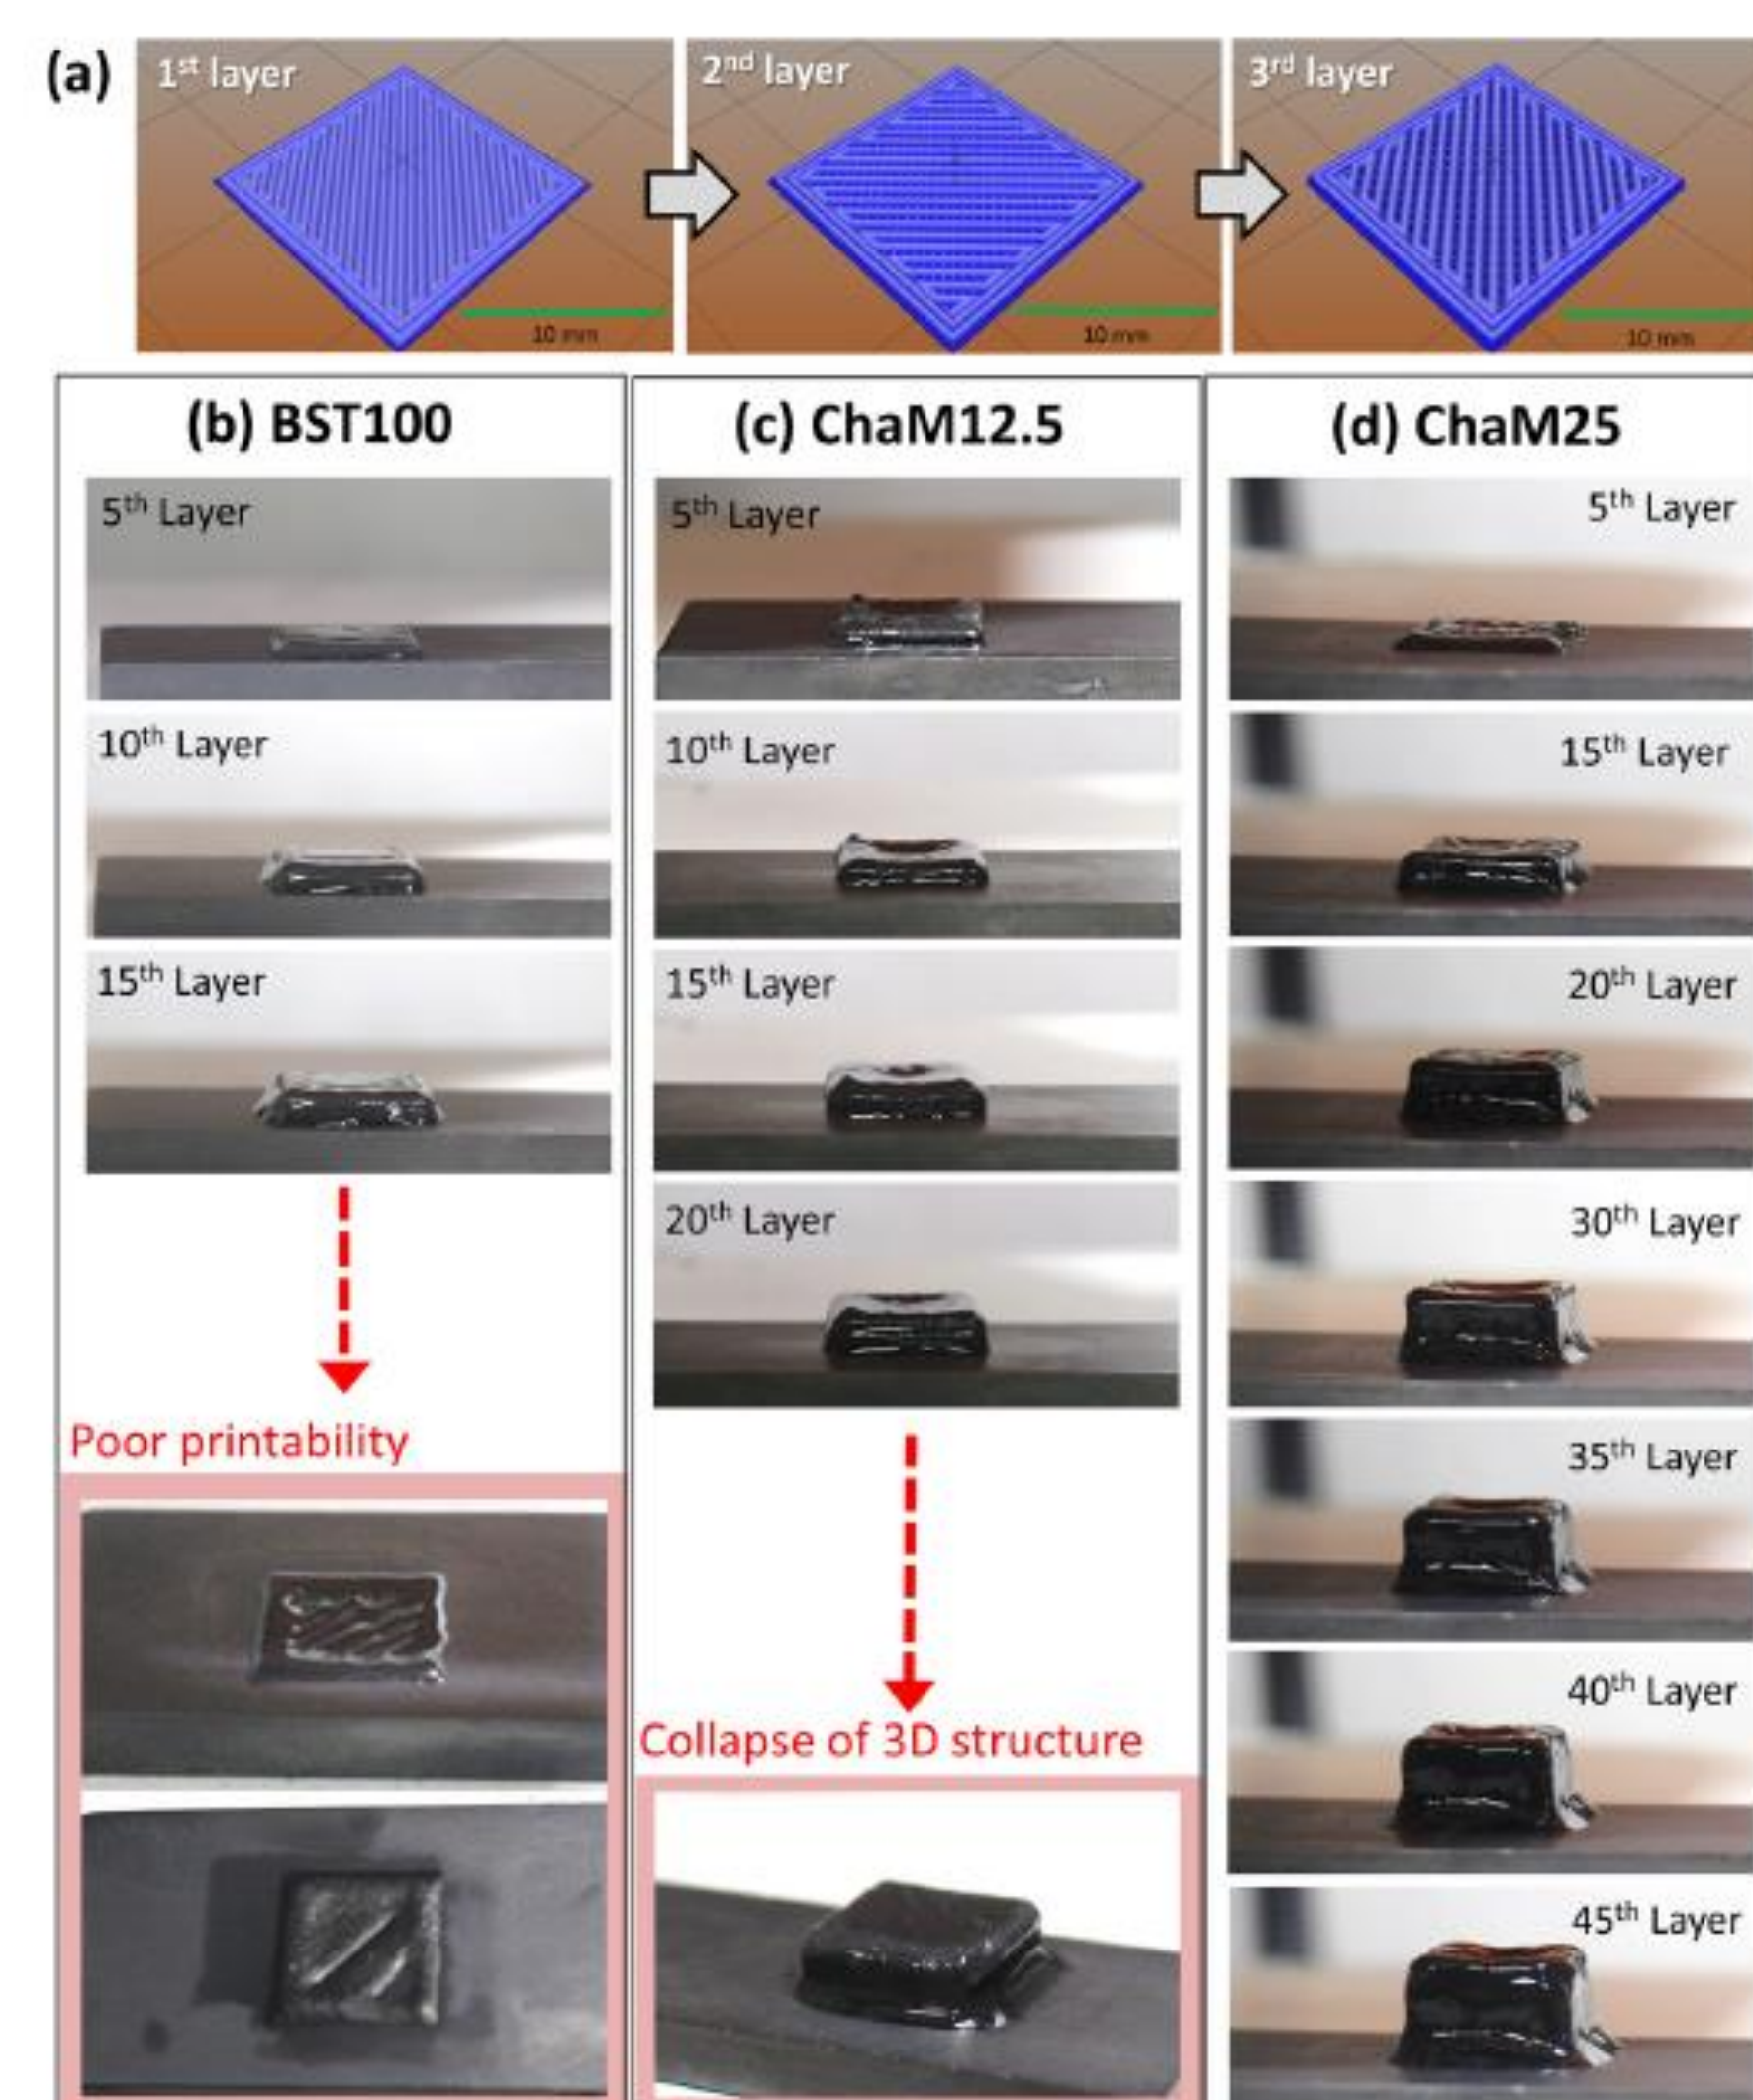 (a)
1st layer
2nd layer
3rd layer
10 mm
10 mm
10 mm
(b) BST100
5th Layer
10th Layer
15th Layer
Poor printability
(c) ChaM12.5
5th Layer
10th Layer
15th Layer
20th Layer
Collapse of 3D structure
(d) ChaM25
5th Layer
15th Layer
20th Layer
30th Layer
35th Layer
40th Layer
45th Layer